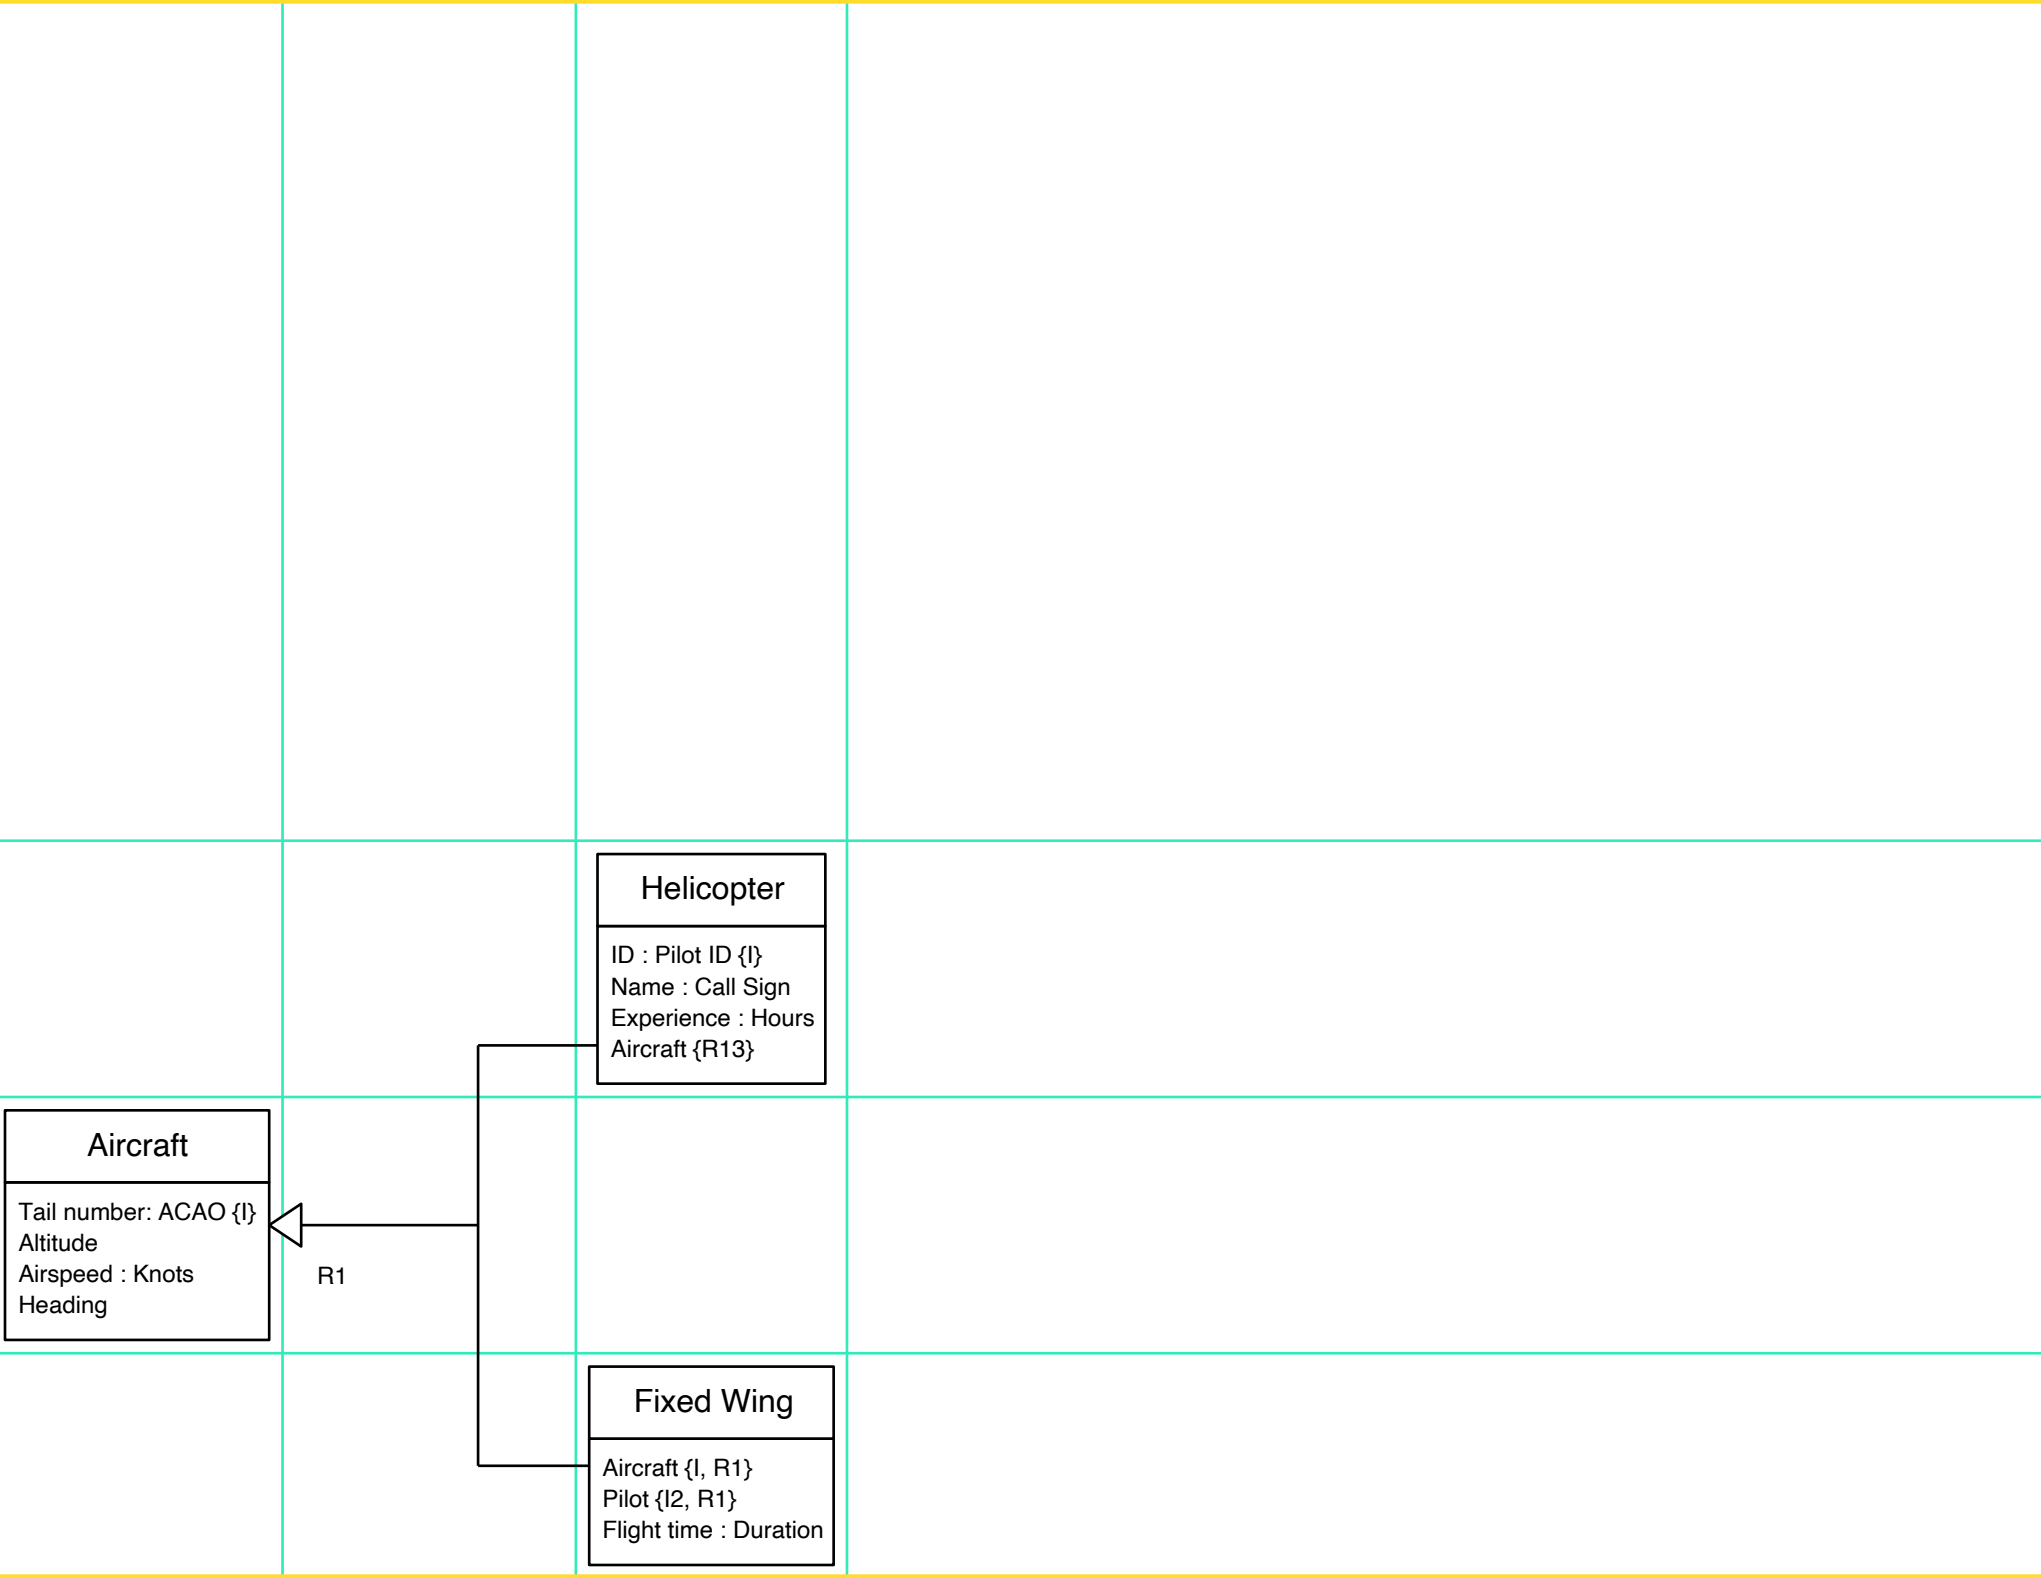 Helicopter
ID : Pilot ID {I}
Name : Call Sign
Experience : Hours
Aircraft {R13}
Aircraft
Tail number: ACAO {I}
Altitude
Airspeed : Knots
Heading
R1
Fixed Wing
Aircraft {I, R1}
Pilot {I2, R1}
Flight time : Duration